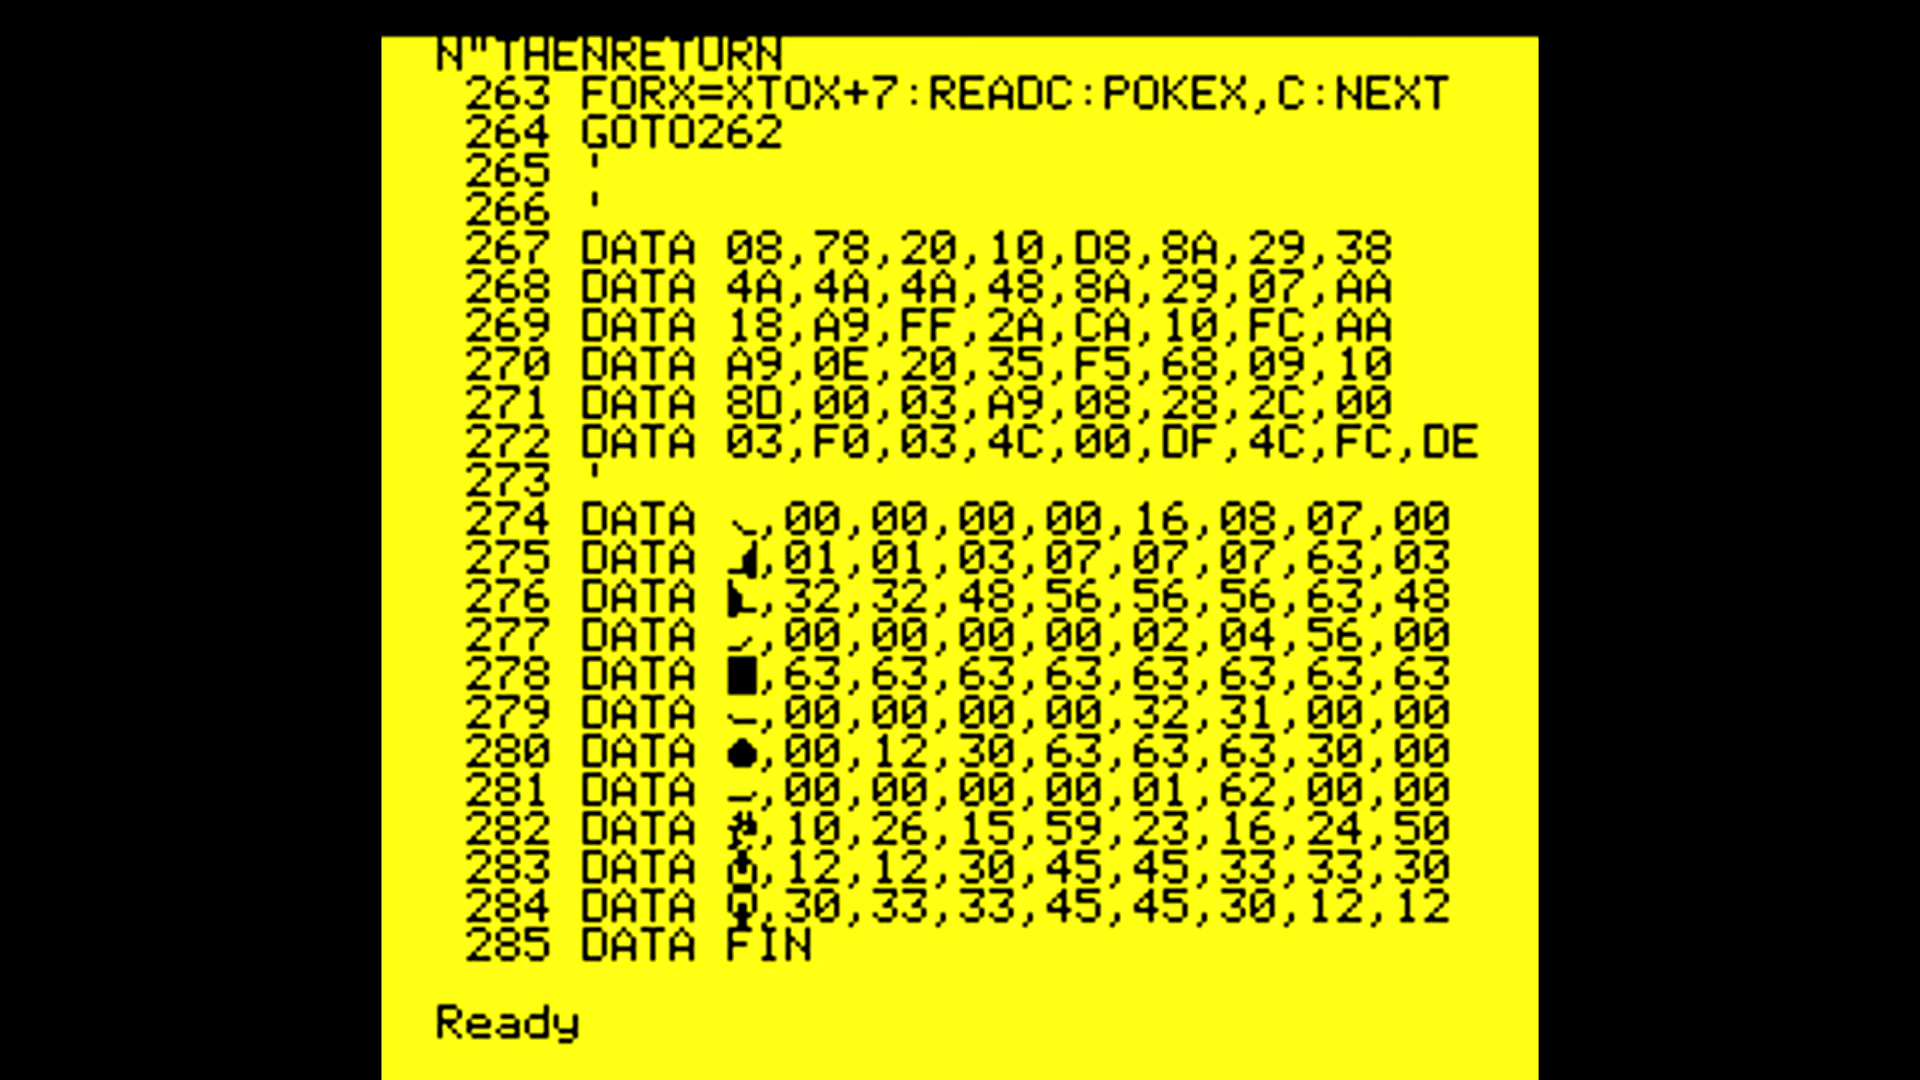 N"THENRETURN
263 FORX=XTOX+7:READC:POKEX,C:NEXT
264 GOTO262
265 '
266 '
267 DATA 08,78,20,10,D8,8A,29,38
268 DATA 4A,4A,4A,48,8A,29,07,AA
269 DATA 18,A9,FF,2A,CA,10,FC,AA
270 DATA A9,0E,20,35,F5,68,09,10
271 DATA 8D,00,03,A9,08,28,2C,00
272 DATA 03,F0,03,4C,00,DF,4C,FC,DE
273 '
274 DATA ,00,00,00,00,16,08,07,00
275 DATA ,01,01,03,07,07,07,63,03
276 DATA ,32,32,48,56,56,56,63,48
277 DATA ,00,00,00,00,02,04,56,00
278 DATA ,63,63,63,63,63,63,63,63
279 DATA ,00,00,00,00,32,31,00,00
280 DATA ,00,12,30,63,63,63,30,00
281 DATA ,00,00,00,00,01,62,00,00
282 DATA ,10,26,15,59,23,16,24,50
283 DATA ,12,12,30,45,45,33,33,30
284 DATA ,30,33,33,45,45,30,12,12
285 DATA FIN
Ready